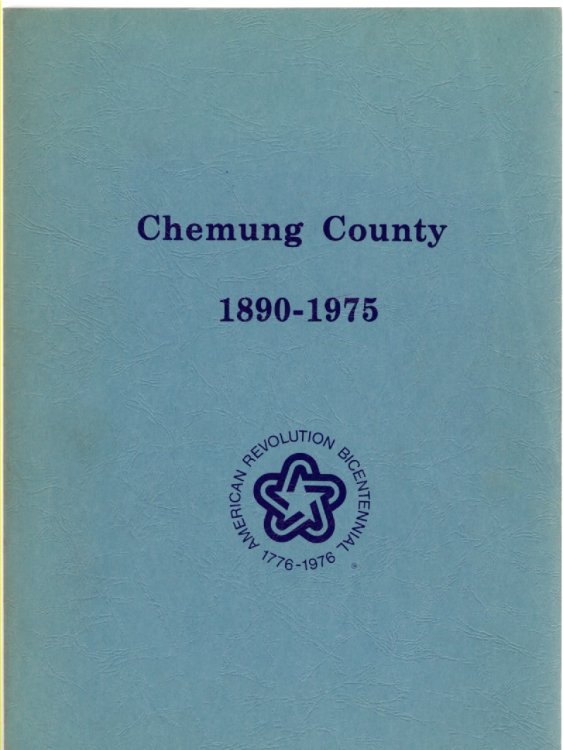 Chemung County
1890-1975
AMERICAN REVOLUTION BICENTENNIAL
1776-1976
®